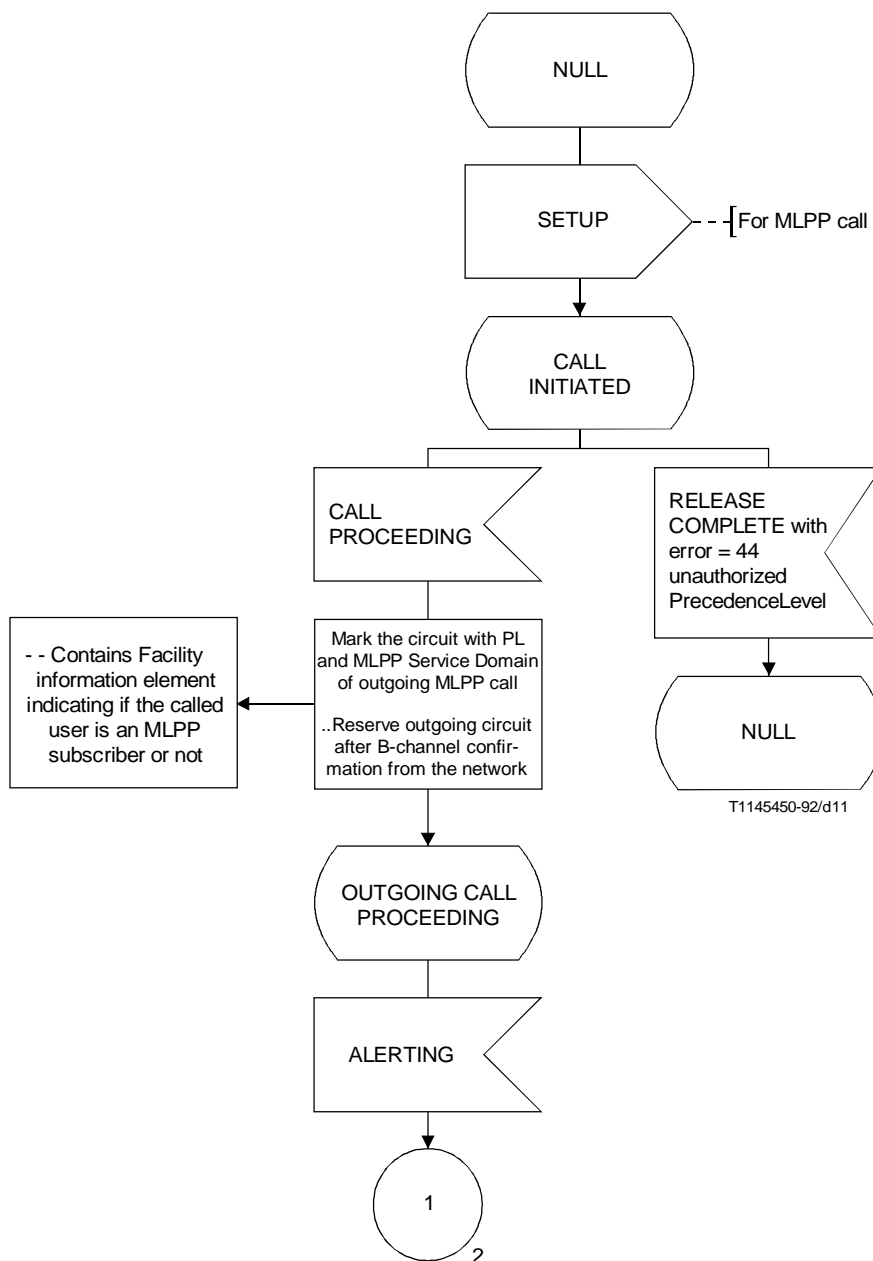 NULL
SETUP
For MLPP call
CALL
INITIATED
CALL
PROCEEDING
RELEASE
COMPLETE with
error = 44
unauthorized
PrecedenceLevel
- - Contains Facility
information element
indicating if the called
user is an MLPP
subscriber or not
Mark the circuit with PL
and MLPP Service Domain
of outgoing MLPP call
..Reserve outgoing circuit
after B-channel confir-
mation from the network
NULL
T1145450-92/d11
OUTGOING CALL
PROCEEDING
ALERTING
1
2